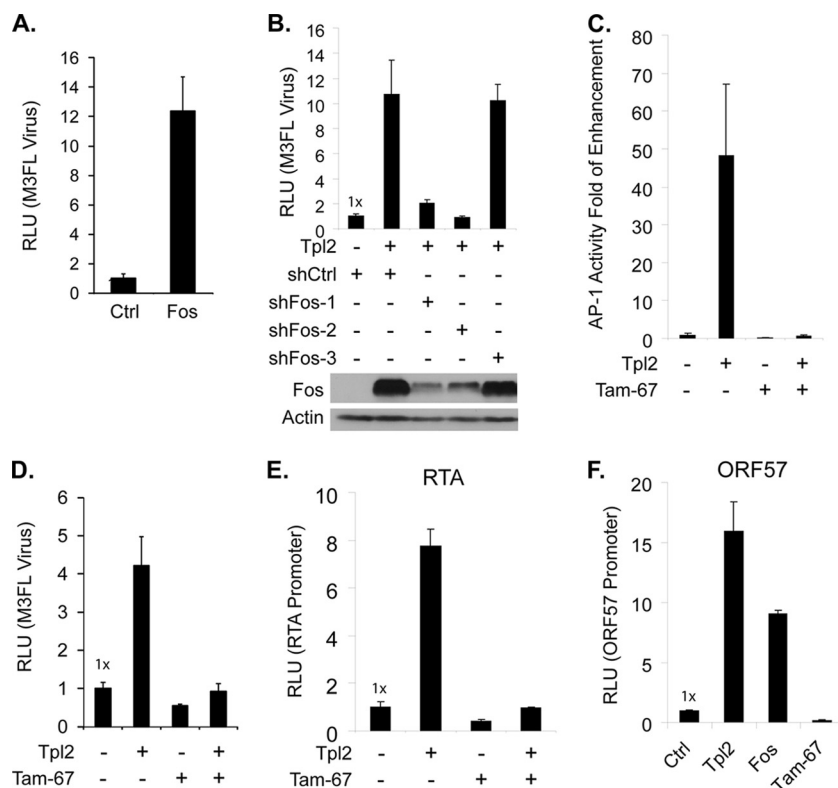 A.
RLU (M3FL Virus)
16
14
12
10
8
6
4
2
0
Ctrl Fos
B.
RLU (M3FL Virus)
16
14
12
10
8
6
4
2
0
1x
Tpl2 - + + + +
shCtrl + + - - -
shFos-1 - - + - -
shFos-2 - - - + -
shFos-3 - - - - +
Fos
Actin
C.
AP-1 Activity Fold of Enhancement
80
70
60
50
40
30
20
10
0
Tpl2 - + - +
Tam-67 - - + +
D.
RLU (M3FL Virus)
6
5
4
3
2
1
0
1x
Tpl2 - + - +
Tam-67 - - + +
E.
RTA
RLU (RTA Promoter)
10
8
6
4
2
0
1x
Tpl2 - + - +
Tam-67 - - + +
F.
ORF57
RLU (ORF57 Promoter)
20
15
10
5
0
1x
Ctrl Tpl2 Fos Tam-67